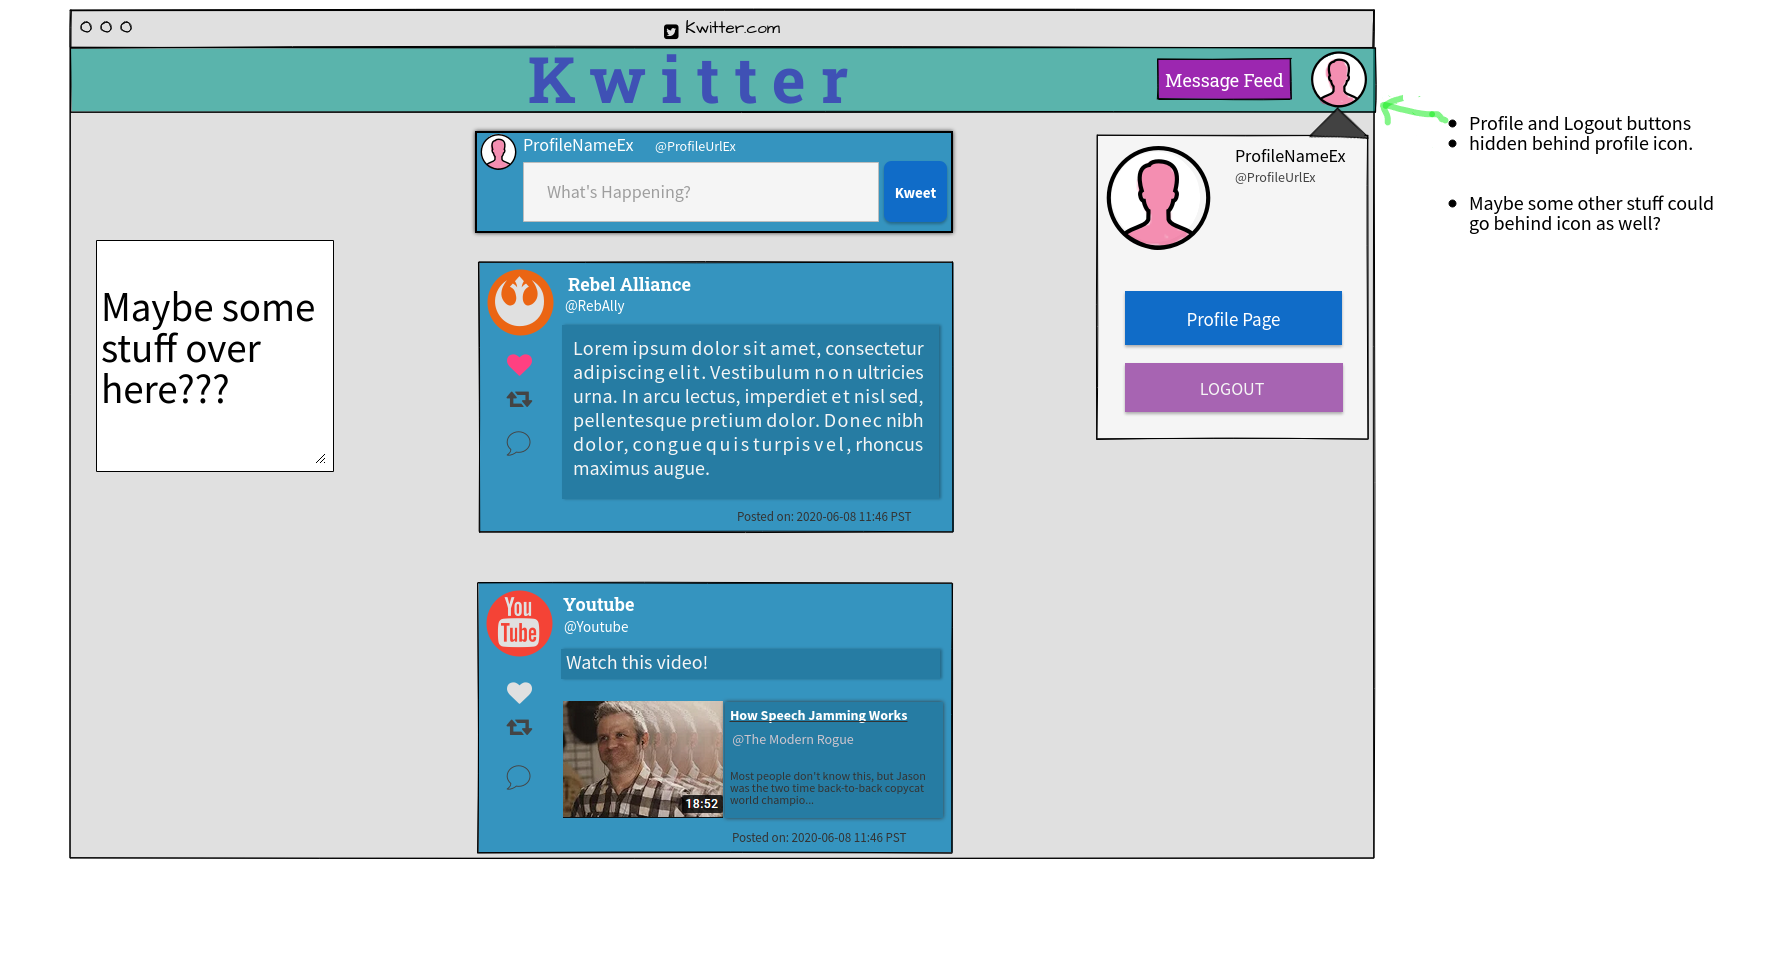 Kwitter.com
Kwitter
Message Feed
ProfileNameEx @ProfileUrlEx
What's Happening?
Kweet
ProfileNameEx
@ProfileUrlEx
Profile Page
LOGOUT
Profile and Logout buttons
hidden behind profile icon.
Maybe some other stuff could
go behind icon as well?
Maybe some
stuff over
here???
Rebel Alliance
@RebAlly
Lorem ipsum dolor sit amet, consectetur
adipiscing elit. Vestibulum non ultricies
urna. In arcu lectus, imperdiet et nisl sed,
pellentesque pretium dolor. Donec nibh
dolor, congue quis turpis vel, rhoncus
maximus augue.
Posted on: 2020-06-08 11:46 PST
You
Tube
Youtube
@Youtube
Watch this video!
18:52
How Speech Jamming Works
@The Modern Rogue
Most people don't know this, but Jason
was the two time back-to-back copycat
world champio...
Posted on: 2020-06-08 11:46 PST